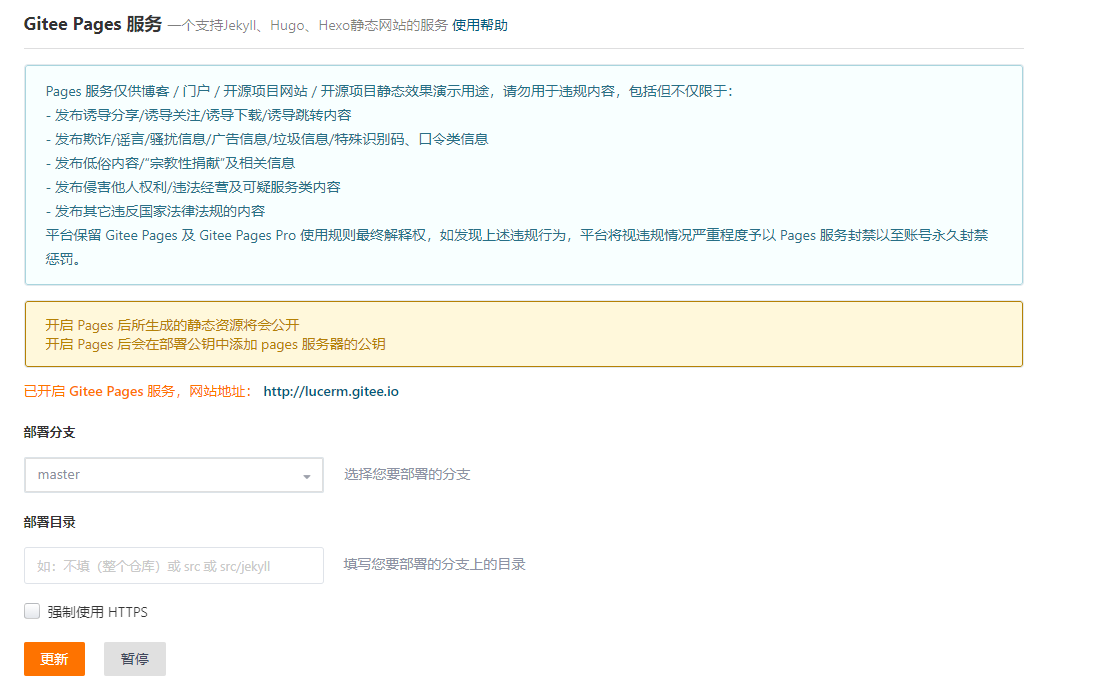 Gitee Pages 服务 一个支持Jekyll、Hugo、Hexo静态网站的服务 使用帮助
Pages 服务仅供博客 / 门户 / 开源项目网站 / 开源项目静态效果演示用途，请勿用于违规内容，包括但不仅限于：
- 发布诱导分享/诱导关注/诱导下载/诱导跳转内容
- 发布欺诈/谣言/骚扰信息/广告信息/垃圾信息/特殊识别码、口令类信息
- 发布低俗内容/“宗教性捐献”及相关信息
- 发布侵害他人权利/违法经营及可疑服务类内容
- 发布其它违反国家法律法规的内容
平台保留 Gitee Pages 及 Gitee Pages Pro 使用规则最终解释权，如发现上述违规行为，平台将视违规情况严重程度予以 Pages 服务封禁以至账号永久封禁
惩罚。
开启 Pages 后所生成的静态资源将会公开
开启 Pages 后会在部署公钥中添加 pages 服务器的公钥
已开启 Gitee Pages 服务，网站地址： http://lucerm.gitee.io
部署分支
master 选择您要部署的分支
部署目录
如：不填（整个仓库）或 src 或 src/jekyll 填写您要部署的分支上的目录
强制使用 HTTPS
更新 暂停